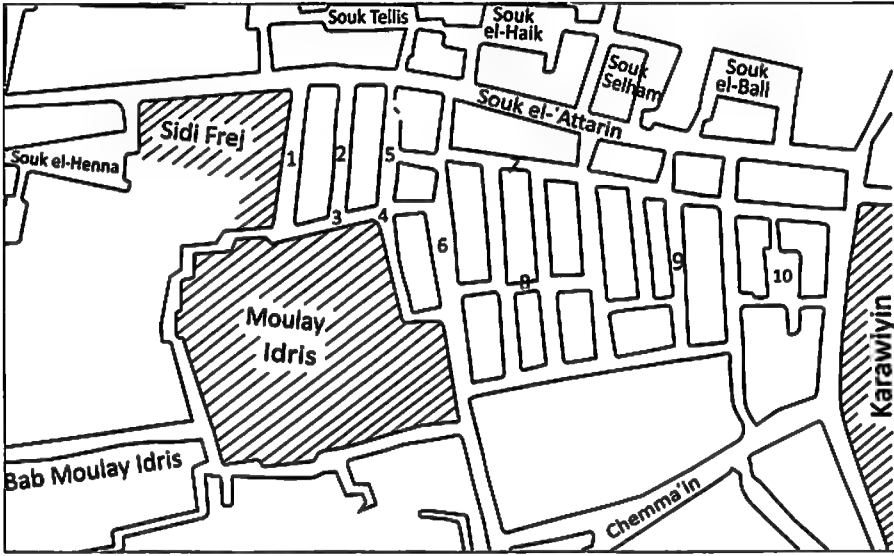 Souk Tellis
Souk
el-Haik
Souk
Selham
Souk
el-Bali
Souk el-'Attarin
Sidi Frej
Souk el-Henna
1
2
5
3
4
6
7
8
9
10
Moulay
Idris
Karawiyin
Bab Moulay Idris
Chemma'in